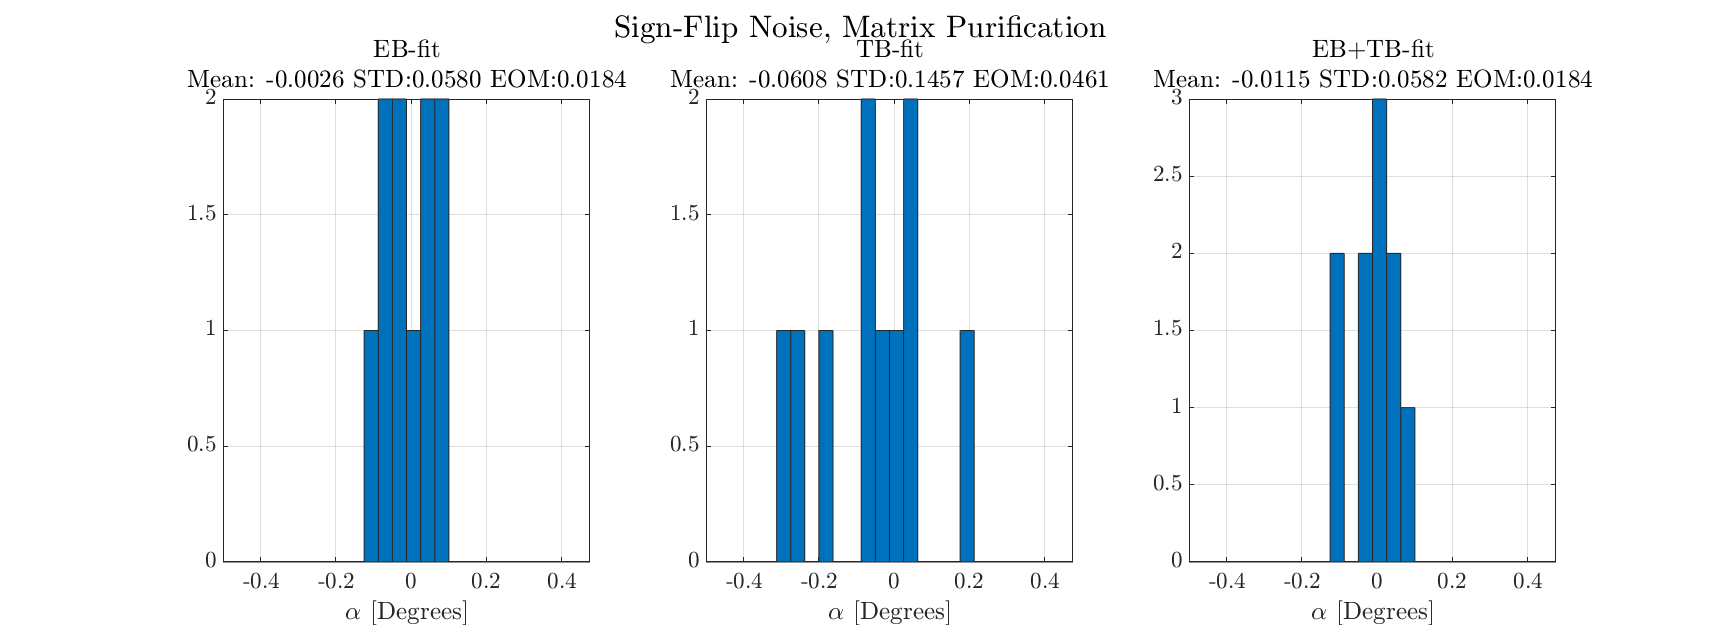 Sign-Flip Noise, Matrix Purification
EB-fit
Mean: -0.0026 STD:0.0580 EOM:0.0184
2
1.5
1
0.5
0
-0.4 -0.2 0 0.2 0.4
α [Degrees]
TB-fit
Mean: -0.0608 STD:0.1457 EOM:0.0461
2
1.5
1
0.5
0
-0.4 -0.2 0 0.2 0.4
α [Degrees]
EB+TB-fit
Mean: -0.0115 STD:0.0582 EOM:0.0184
3
2.5
2
1.5
1
0.5
0
-0.4 -0.2 0 0.2 0.4
α [Degrees]